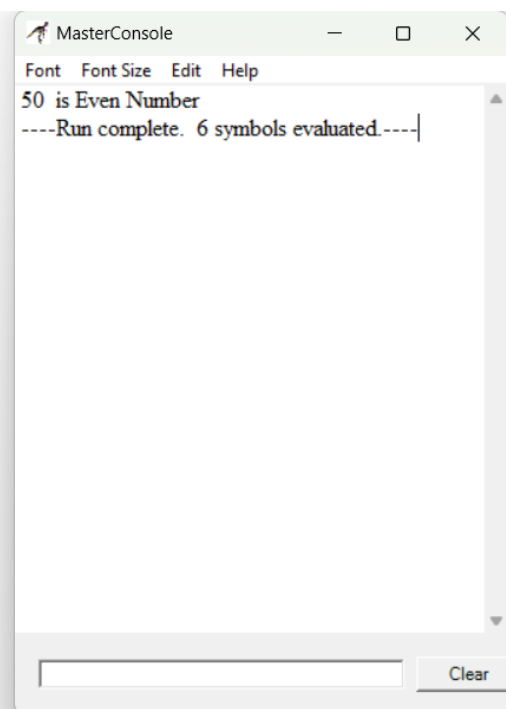 MasterConsole
Font Font Size Edit Help
50  is Even Number
----Run complete.  6 symbols evaluated.----
Clear